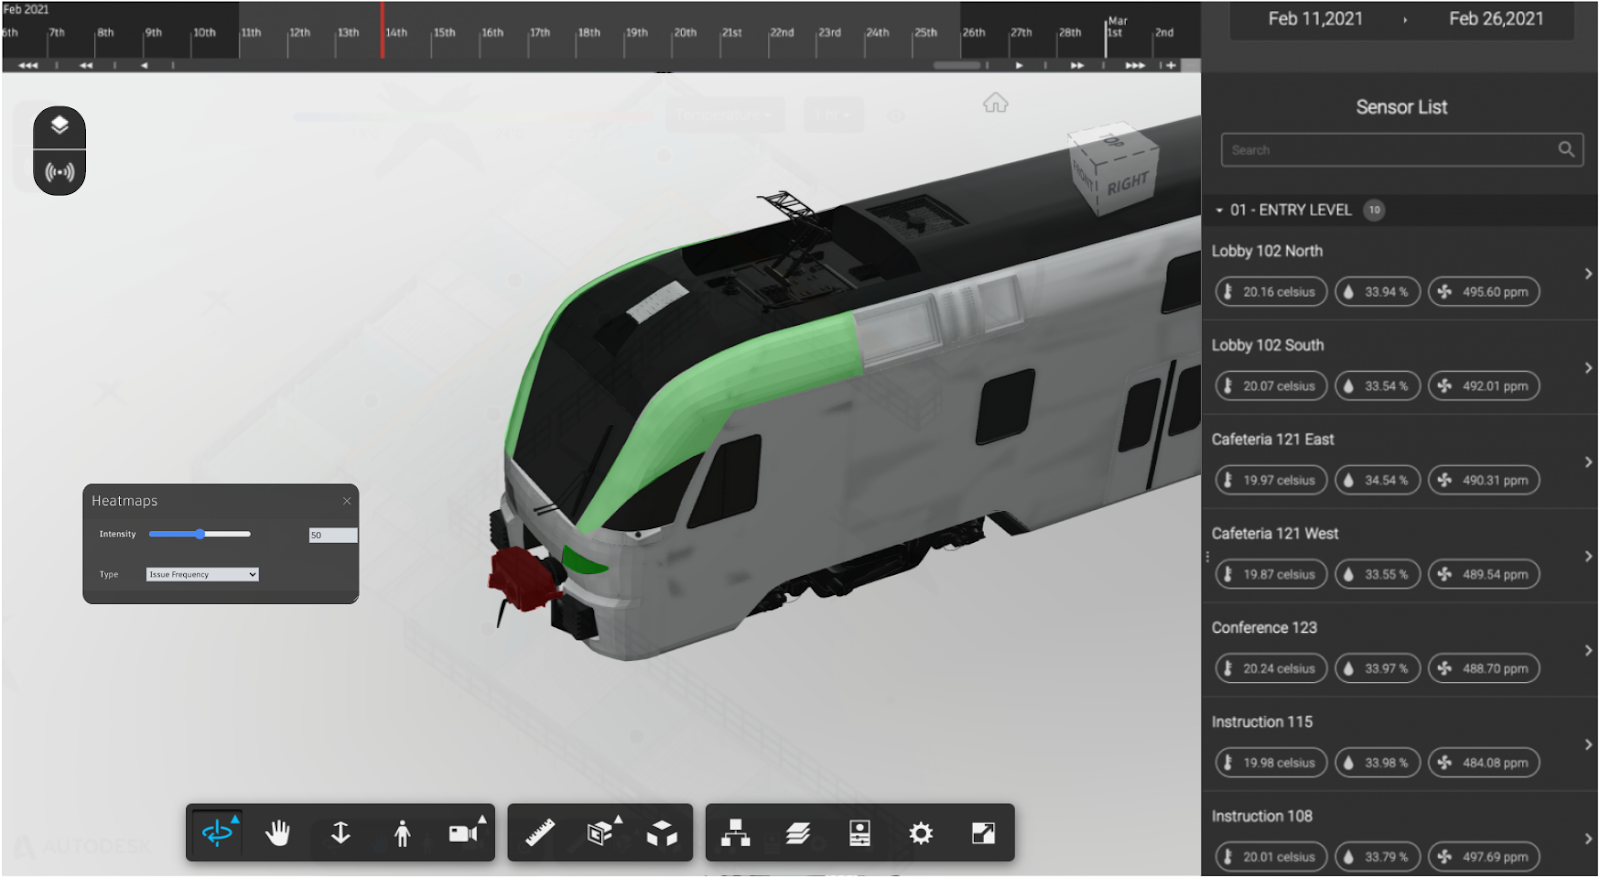 Feb 2021
6th 7th 8th 9th 10th 11th 12th 13th 14th 15th 16th 17th 18th 19th 20th 21st 22nd 23rd 24th 25th 26th 27th 28th Mar 1st 2nd
Feb 11,2021 Feb 26,2021
Temperature
TOP
FRONT
RIGHT
Heatmaps
Intensity 50
Type Issue Frequency
AUTODESK
Sensor List
Search
01 - ENTRY LEVEL 10
Lobby 102 North
20.16 celsius 33.94 % 495.60 ppm
Lobby 102 South
20.07 celsius 33.54 % 492.01 ppm
Cafeteria 121 East
19.97 celsius 34.54 % 490.31 ppm
Cafeteria 121 West
19.87 celsius 33.55 % 489.54 ppm
Conference 123
20.24 celsius 33.97 % 488.70 ppm
Instruction 115
19.98 celsius 33.98 % 484.08 ppm
Instruction 108
20.01 celsius 33.79 % 497.69 ppm